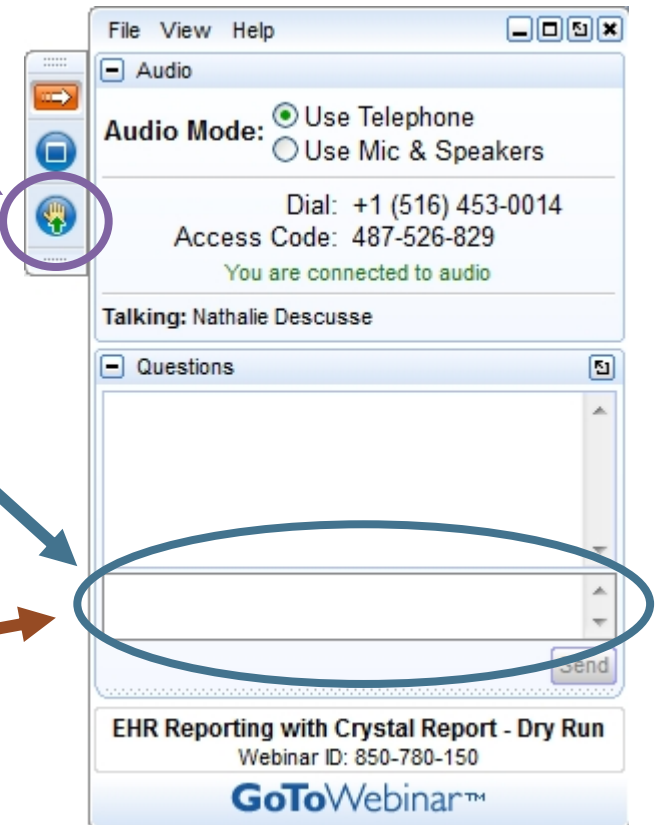 File View Help
Audio
Audio Mode:
Use Telephone
Use Mic & Speakers
Dial: +1 (516) 453-0014
Access Code: 487-526-829
You are connected to audio
Talking: Nathalie Descusse
Questions
Send
EHR Reporting with Crystal Report - Dry Run
Webinar ID: 850-780-150
GoToWebinar™